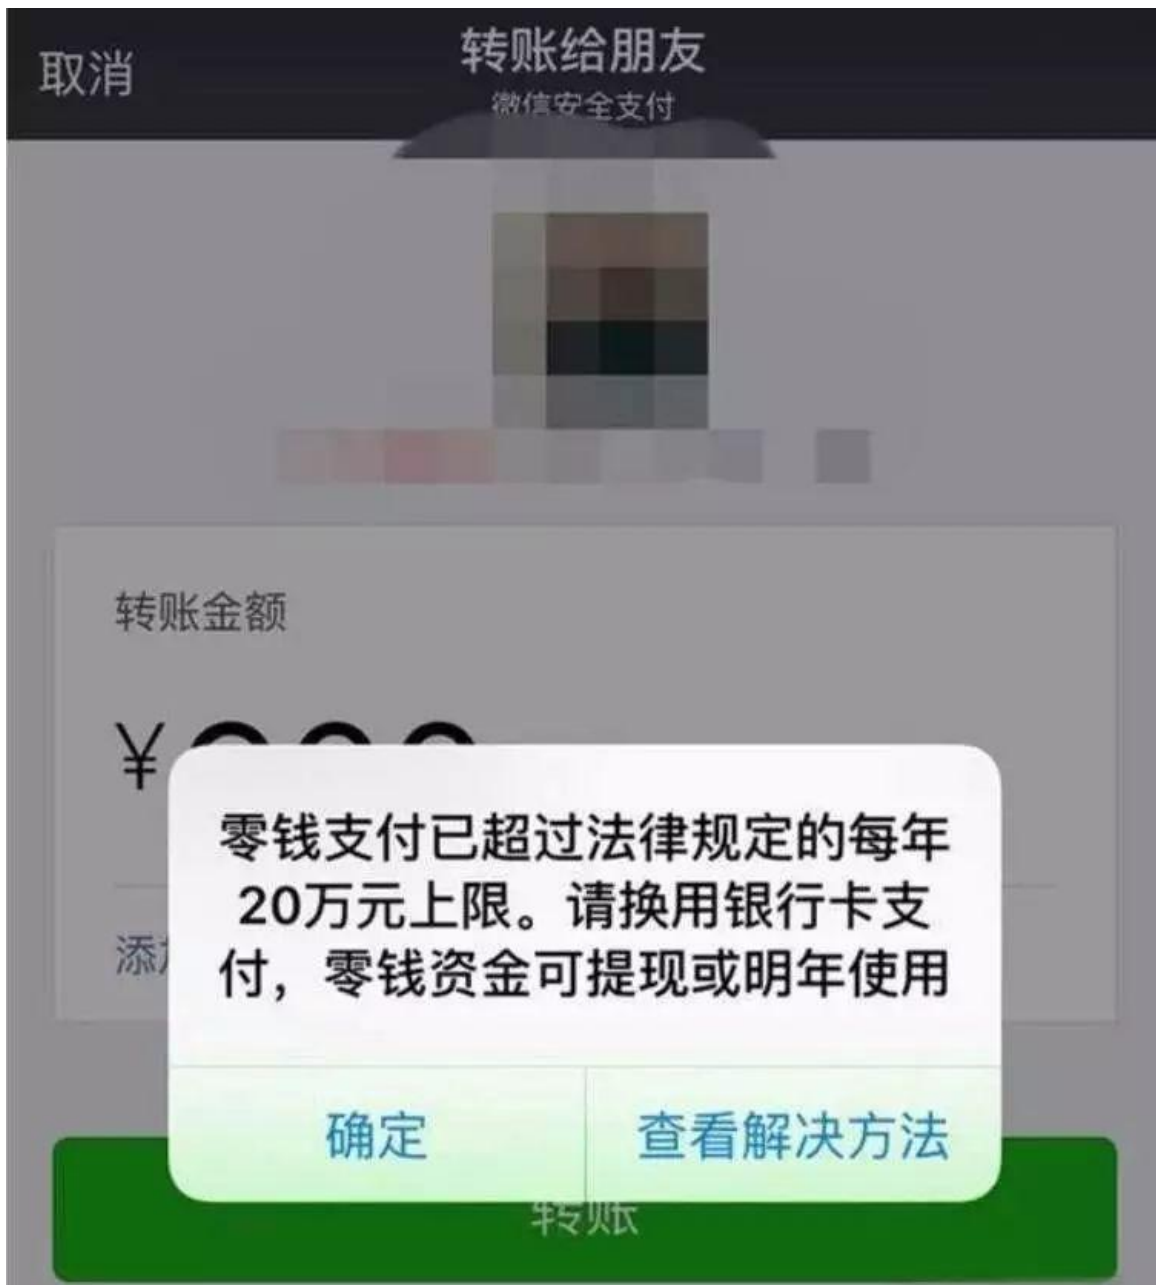 取消
转账给朋友
微信安全支付
转账金额
¥
零钱支付已超过法律规定的每年
20万元上限。请换用银行卡支
付，零钱资金可提现或明年使用
添
确定
查看解决方法
转账